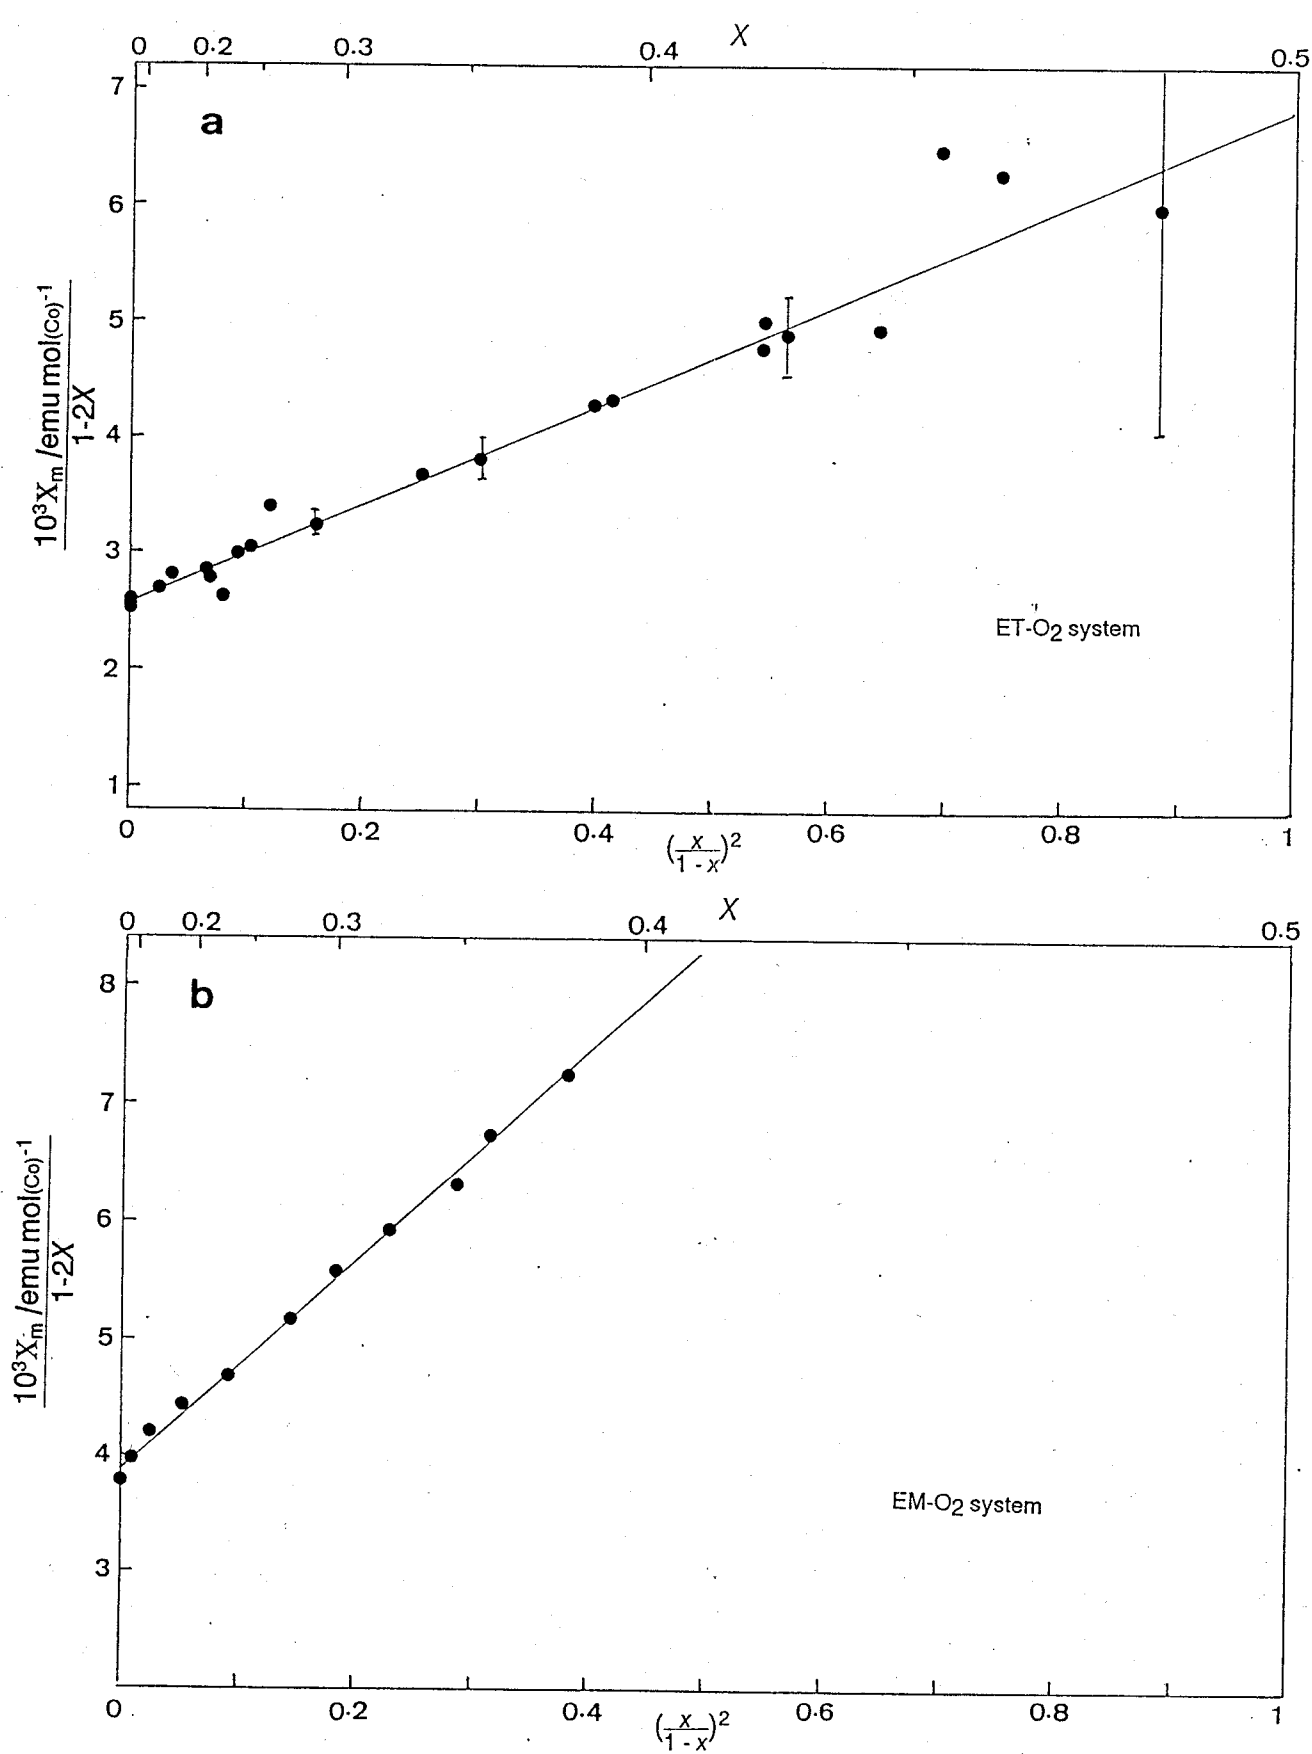 0 0.2 0.3 0.4 X 0.5
7
a
6
5
4
3
2
1
10³Xm /emu mol(Co)⁻¹
1-2X
ET-O2 system
0 0.2 0.4 0.6 0.8 1
(x/1-x)²
0 0.2 0.3 0.4 X 0.5
8
b
7
6
5
4
3
10³Xm /emu mol(Co)⁻¹
1-2X
EM-O2 system
0 0.2 0.4 0.6 0.8 1
(x/1-x)²